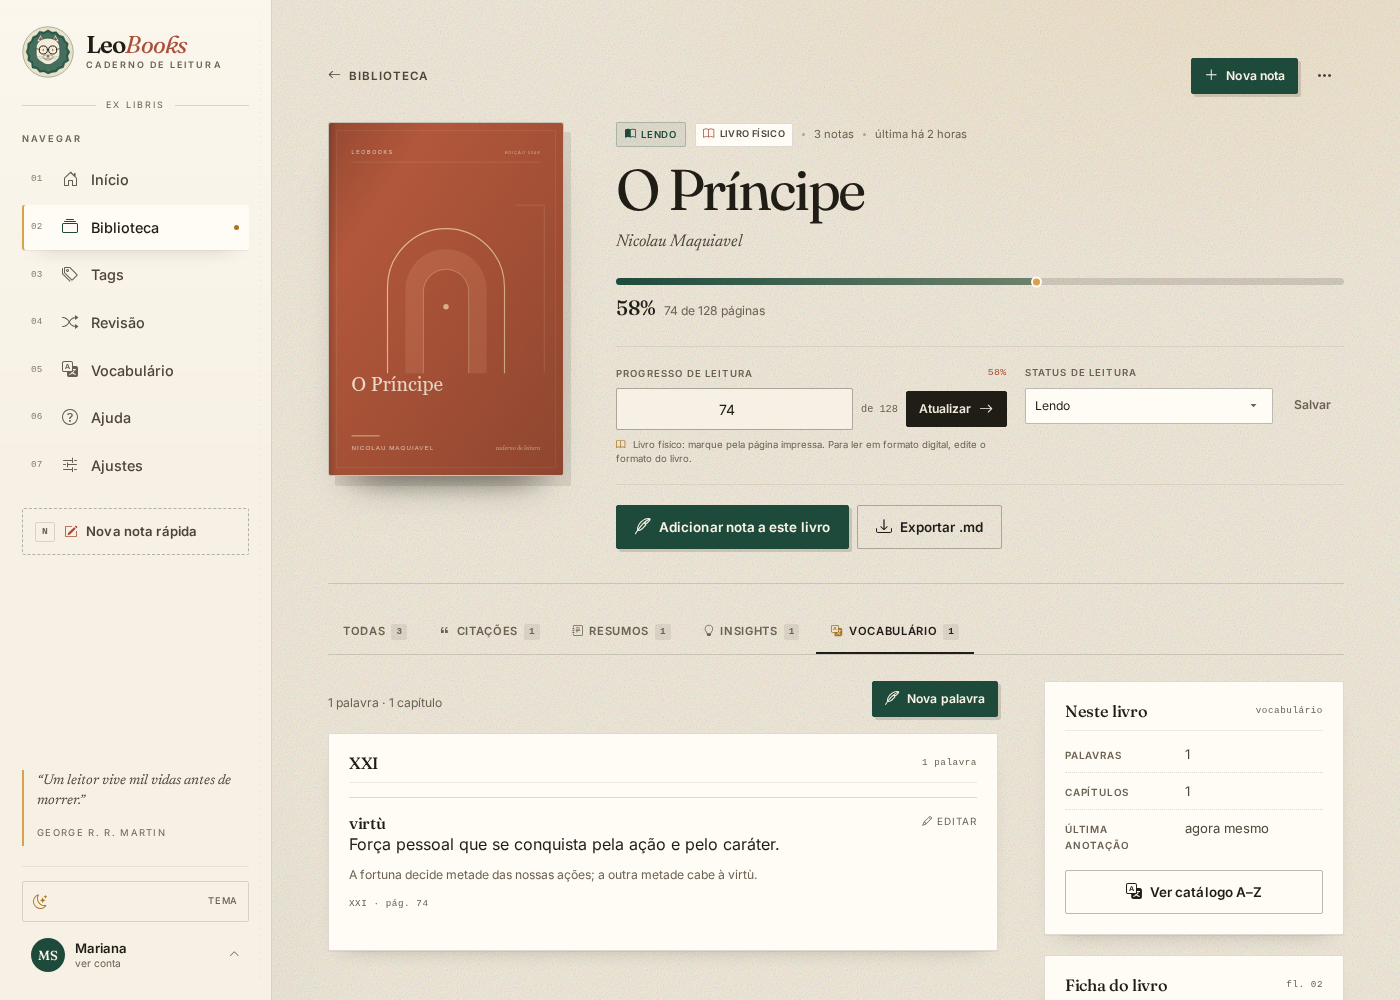 LeoBooks
CADERNO DE LEITURA
EX LIBRIS
NAVEGAR
01 Início
02 Biblioteca
03 Tags
04 Revisão
05 Vocabulário
06 Ajuda
07 Ajustes
N Nova nota rápida
“Um leitor vive mil vidas antes de
morrer.”
GEORGE R. R. MARTIN
TEMA
MS Mariana
ver conta
← BIBLIOTECA
+ Nova nota
LEOBOOKS
O Príncipe
NICOLAU MAQUIAVEL
caderno de leitura
LENDO LIVRO FÍSICO • 3 notas • última há 2 horas
O Príncipe
Nicolau Maquiavel
58% 74 de 128 páginas
PROGRESSO DE LEITURA 58%
74 de 128 Atualizar →
Livro físico: marque pela página impressa. Para ler em formato digital, edite o
formato do livro.
STATUS DE LEITURA
Lendo Salvar
Adicionar nota a este livro Exportar .md
TODAS 3 CITAÇÕES 1 RESUMOS 1 INSIGHTS 1 VOCABULÁRIO 1
1 palavra · 1 capítulo Nova palavra
XXI 1 palavra
virtù EDITAR
Força pessoal que se conquista pela ação e pelo caráter.
A fortuna decide metade das nossas ações; a outra metade cabe à virtù.
XXI · pág. 74
Neste livro vocabulário
PALAVRAS 1
CAPÍTULOS 1
ÚLTIMA ANOTAÇÃO agora mesmo
Ver catálogo A–Z
Ficha do livro fl. 02